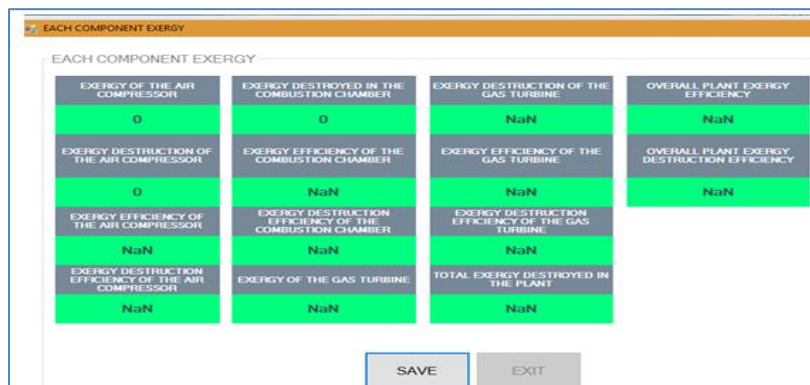 EACH COMPONENT EXERGY
EACH COMPONENT EXERGY
EXERGY OF THE AIR
COMPRESSOR
0
EXERGY DESTRUCTION OF
THE AIR COMPRESSOR
0
EXERGY EFFICIENCY OF
THE AIR COMPRESSOR
NaN
EXERGY DESTRUCTION
EFFICIENCY OF THE AIR
COMPRESSOR
NaN
EXERGY DESTROYED IN THE
COMBUSTION CHAMBER
0
EXERGY EFFICIENCY OF THE
COMBUSTION CHAMBER
NaN
EXERGY DESTRUCTION
EFFICIENCY OF THE
COMBUSTION CHAMBER
NaN
EXERGY OF THE GAS TURBINE
NaN
EXERGY DESTRUCTION OF THE
GAS TURBINE
NaN
EXERGY EFFICIENCY OF THE
GAS TURBINE
NaN
EXERGY DESTRUCTION
EFFICIENCY OF THE GAS
TURBINE
NaN
TOTAL EXERGY DESTROYED IN
THE PLANT
NaN
OVERALL PLANT EXERGY
EFFICIENCY
NaN
OVERALL PLANT EXERGY
DESTRUCTION EFFICIENCY
NaN
SAVE
EXIT